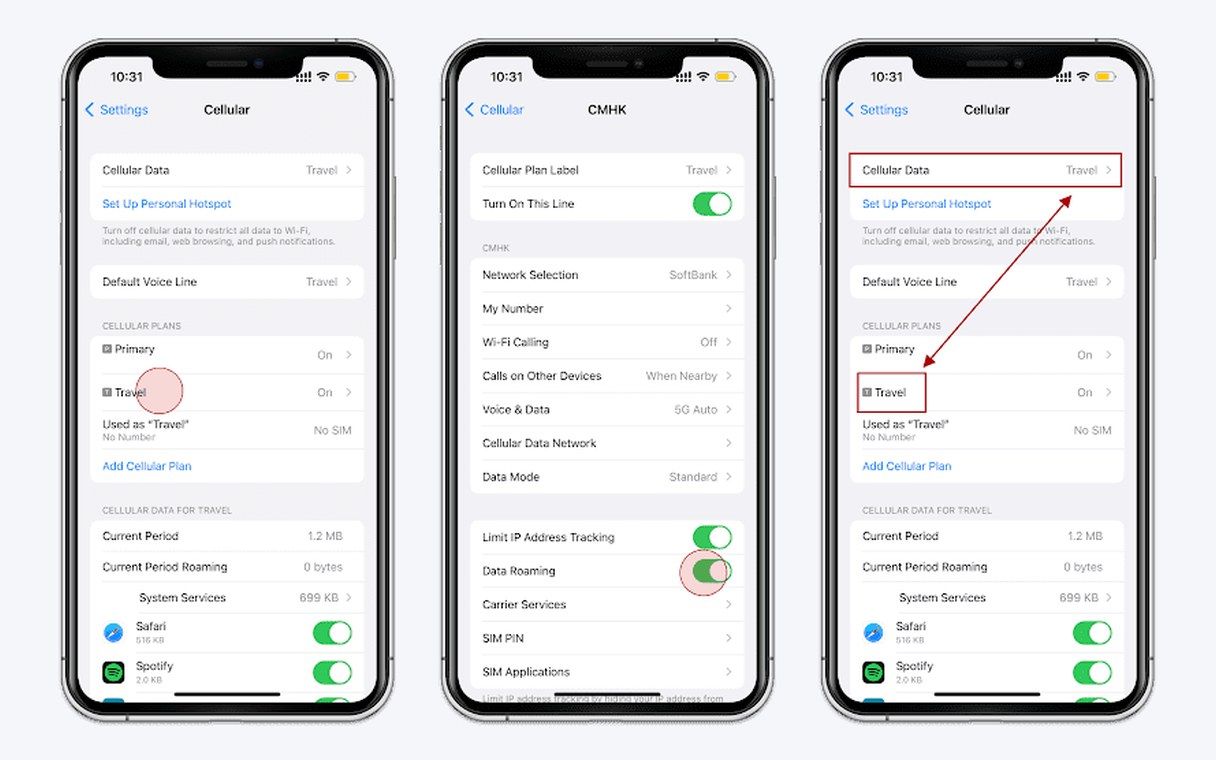 10:31
Settings
Cellular
Cellular Data
Travel
Set Up Personal Hotspot
Turn off cellular data to restrict all data to Wi-Fi,
including email, web browsing, and push notifications.
Default Voice Line
Travel
CELLULAR PLANS
P Primary
On
T Travel
On
Used as “Travel”
No Number
No SIM
Add Cellular Plan
CELLULAR DATA FOR TRAVEL
Current Period
1.2 MB
Current Period Roaming
0 bytes
System Services
699 KB
Safari
516 KB
Spotify
2.0 KB
10:31
Cellular
CMHK
Cellular Plan Label
Travel
Turn On This Line
CMHK
Network Selection
SoftBank
My Number
Wi-Fi Calling
Off
Calls on Other Devices
When Nearby
Voice & Data
5G Auto
Cellular Data Network
Data Mode
Standard
Limit IP Address Tracking
Data Roaming
Carrier Services
SIM PIN
SIM Applications
Limit IP address tracking by hiding your IP address from
10:31
Settings
Cellular
Cellular Data
Travel
Set Up Personal Hotspot
Turn off cellular data to restrict all data to Wi-Fi,
including email, web browsing, and push notifications.
Default Voice Line
Travel
CELLULAR PLANS
P Primary
On
T Travel
On
Used as “Travel”
No Number
No SIM
Add Cellular Plan
CELLULAR DATA FOR TRAVEL
Current Period
1.2 MB
Current Period Roaming
0 bytes
System Services
699 KB
Safari
516 KB
Spotify
2.0 KB